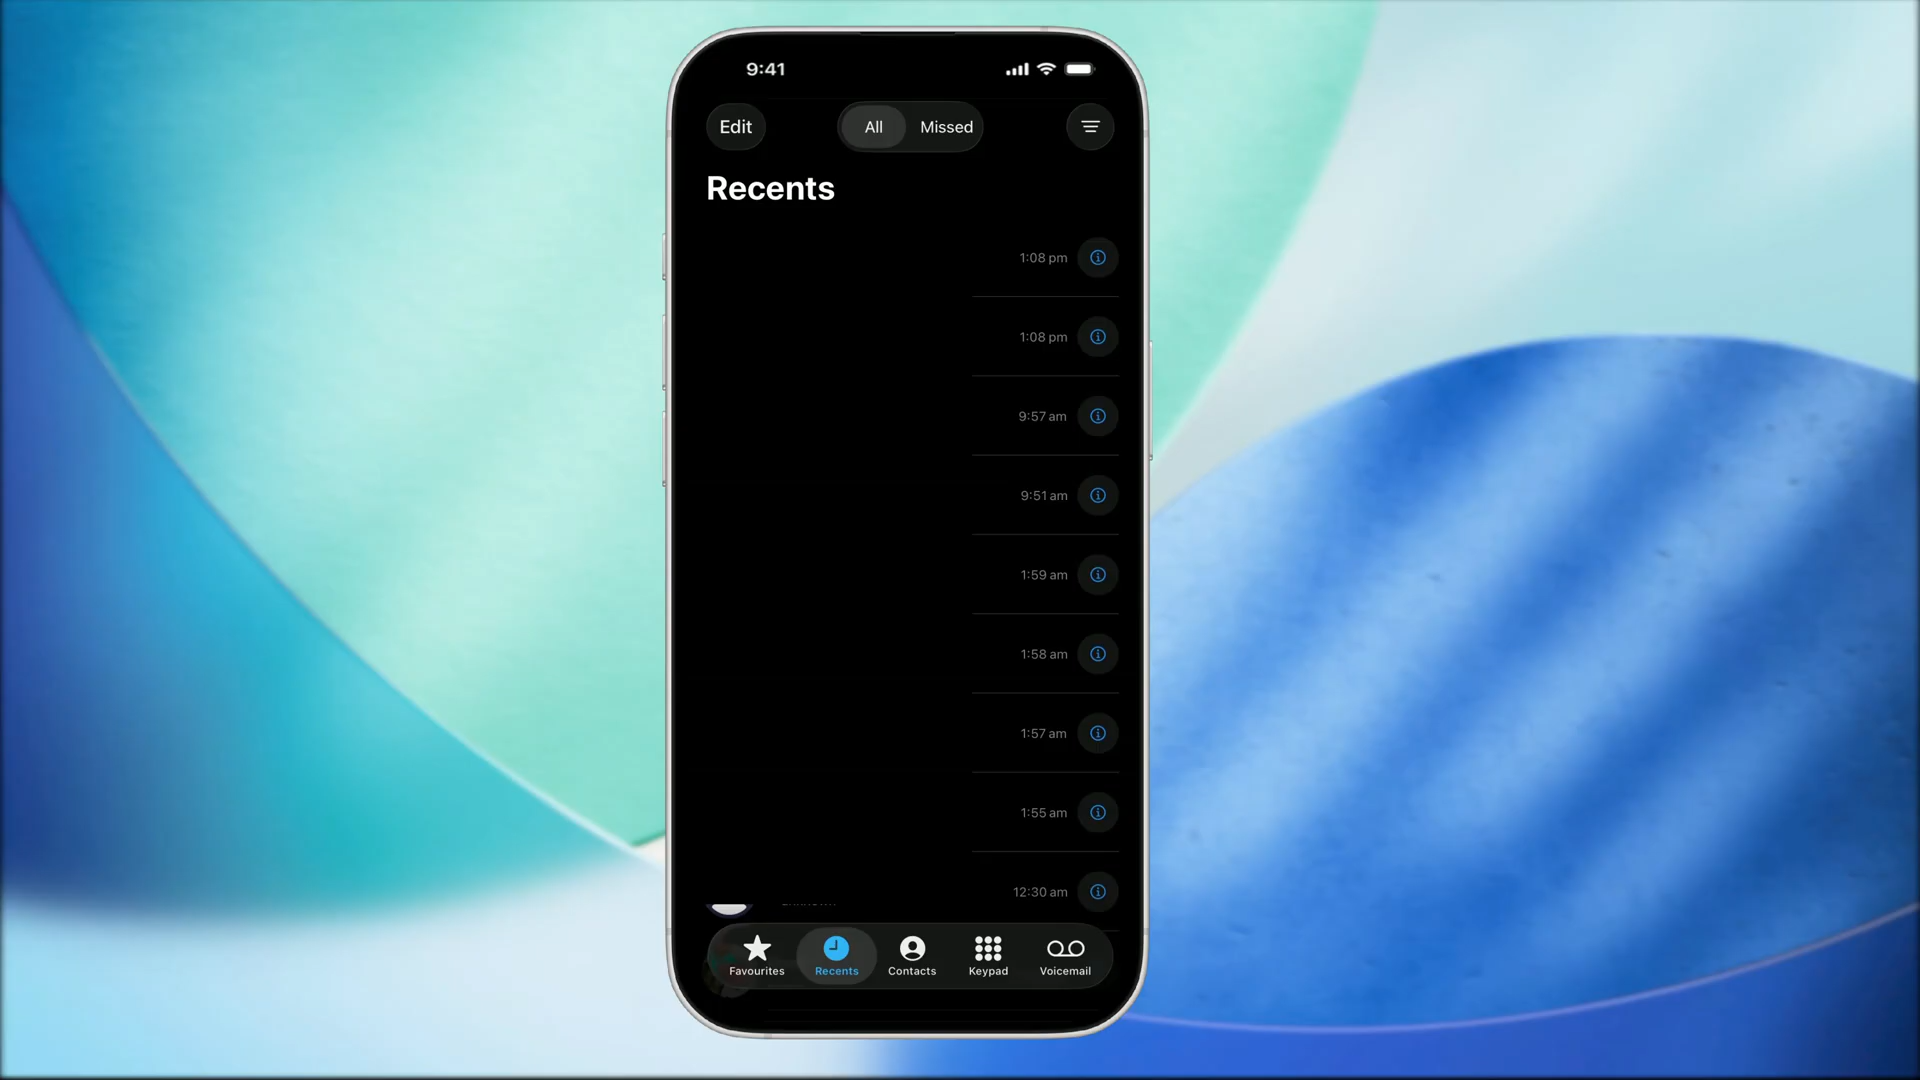 9:41
Edit
All
Missed
Recents
1:08 pm
1:08 pm
9:57 am
9:51 am
1:59 am
1:58 am
1:57 am
1:55 am
12:30 am
Favourites
Recents
Contacts
Keypad
Voicemail